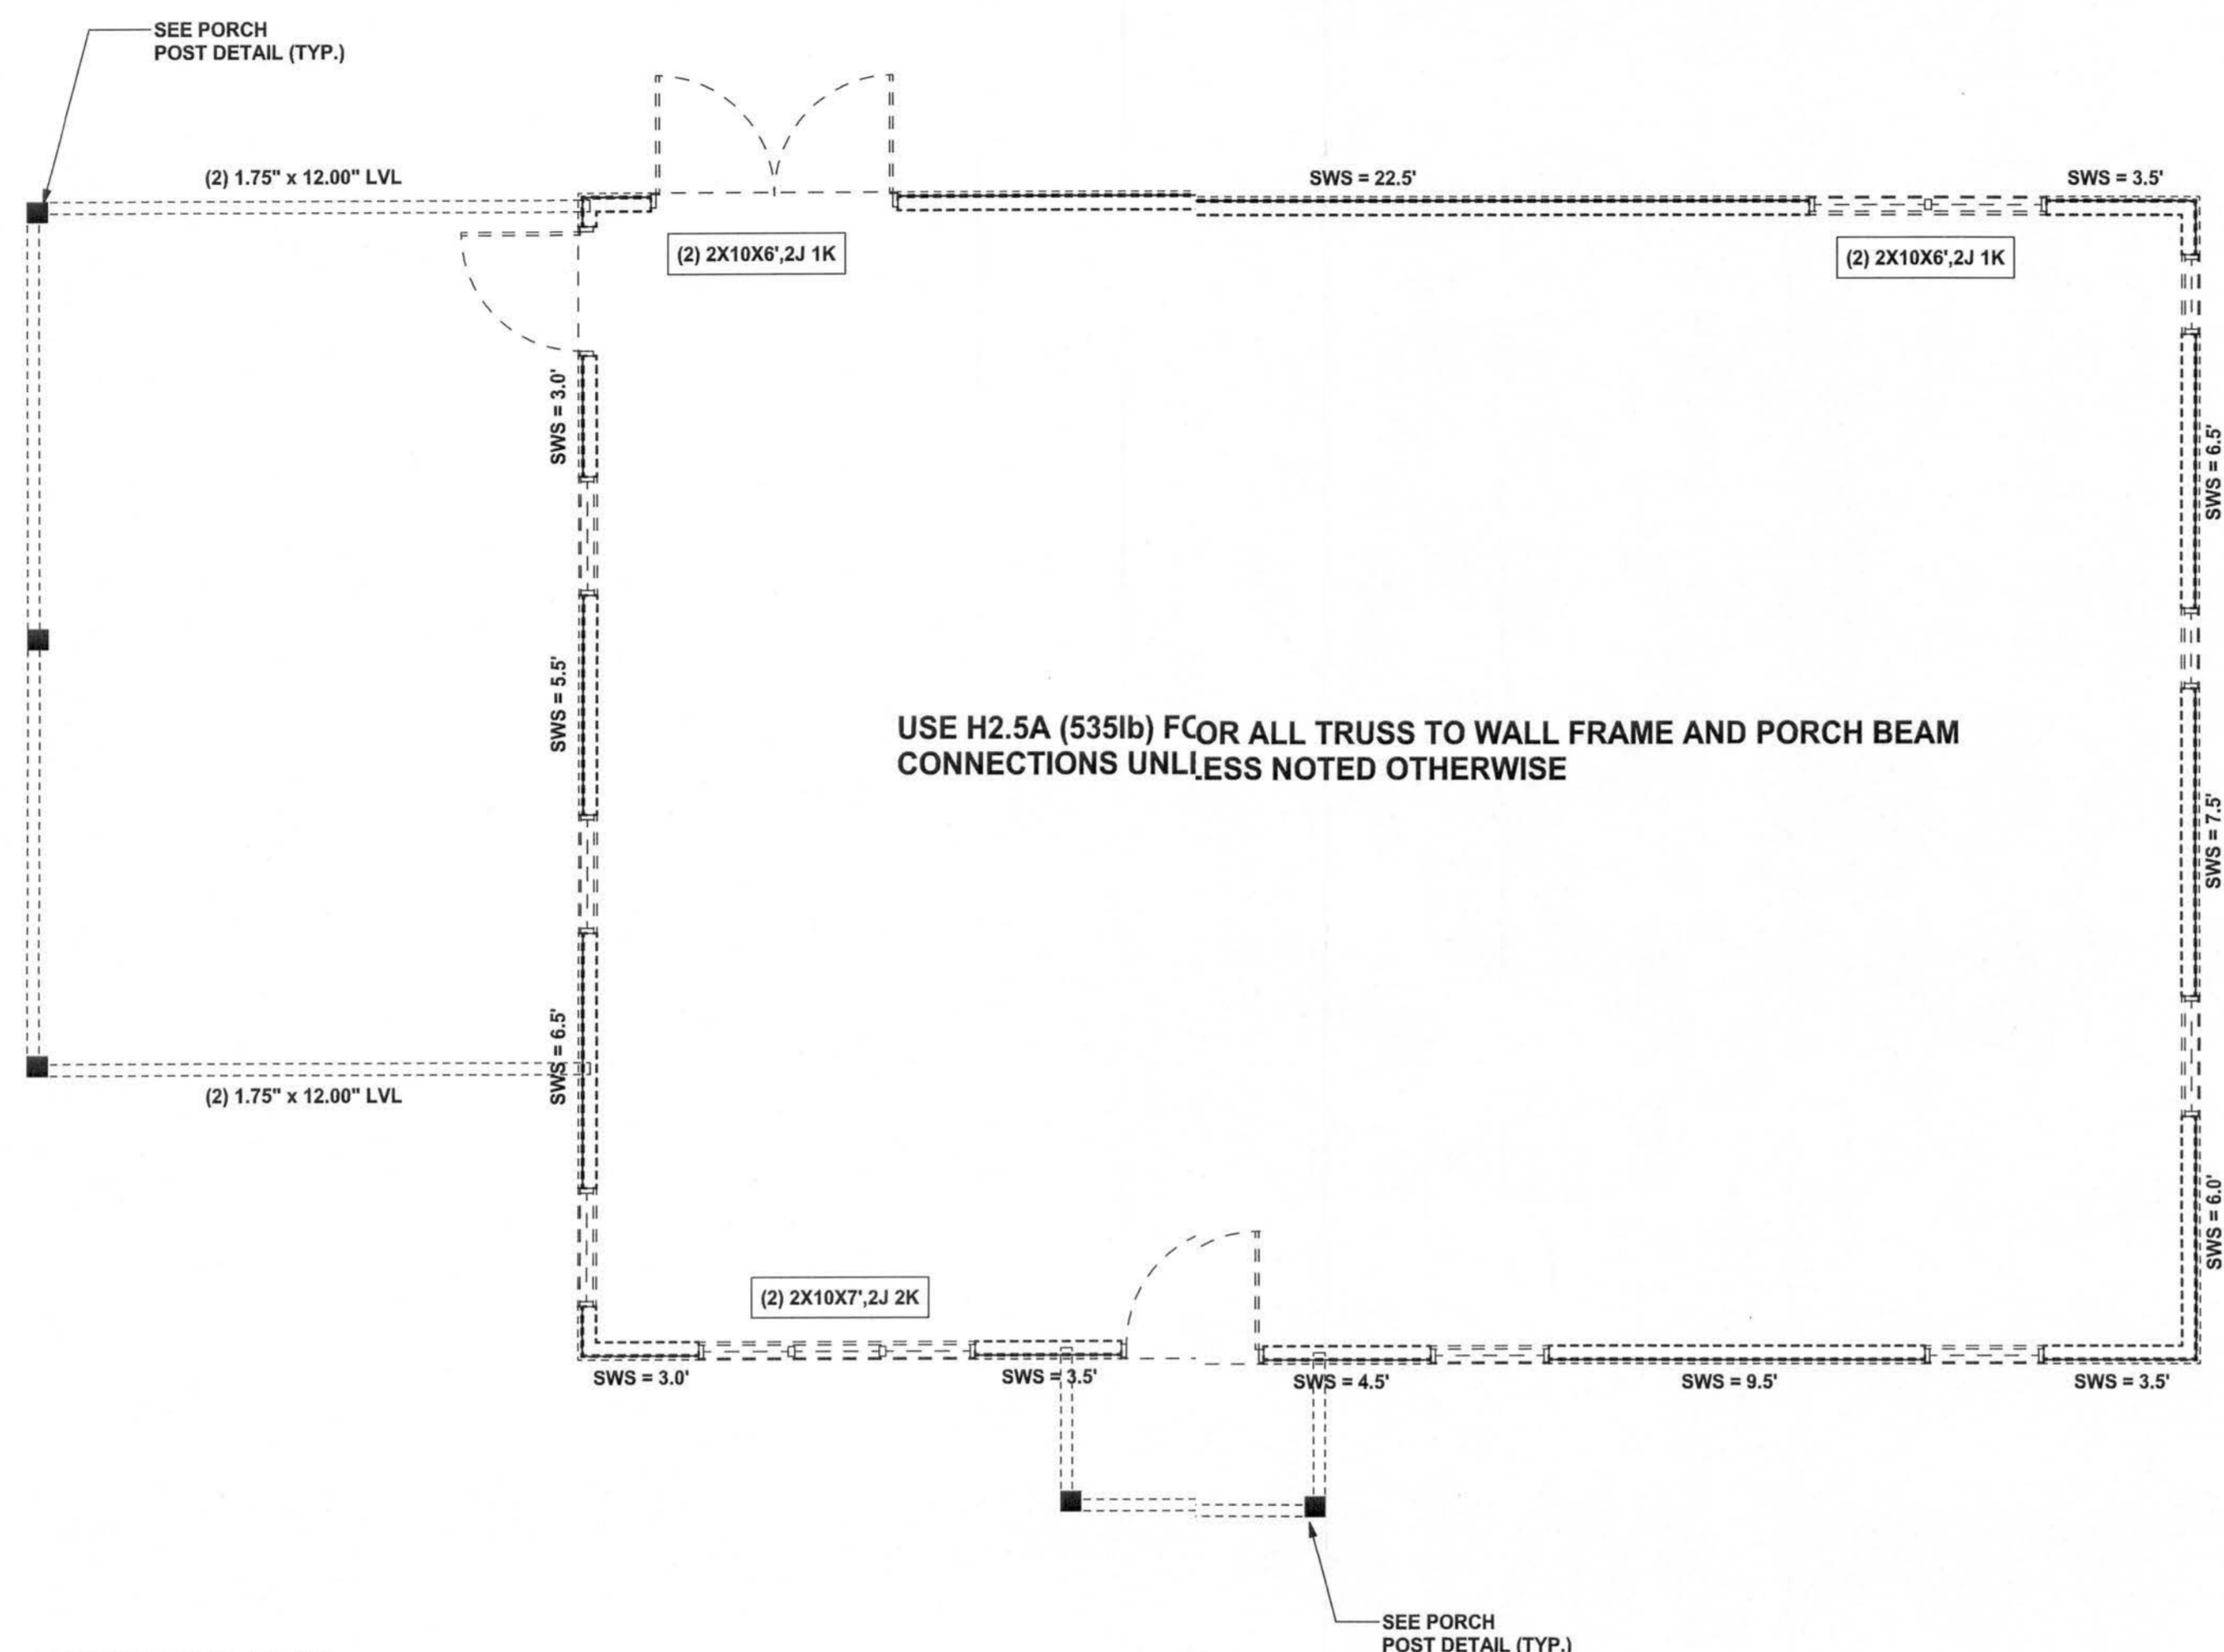 SEE PORCH
POST DETAIL (TYP.)
(2) 1.75" x 12.00" LVL
SWS = 22.5'
SWS = 3.5'
(2) 2X10X6',2J 1K
(2) 2X10X6',2J 1K
SWS = 3.0'
SWS = 6.5'
SWS = 5.5'
USE H2.5A (535lb) FOR ALL TRUSS TO WALL FRAME AND PORCH BEAM
CONNECTIONS UNLESS NOTED OTHERWISE
SWS = 7.5'
SWS = 6.5'
(2) 1.75" x 12.00" LVL
SWS = 6.0'
(2) 2X10X7',2J 2K
SWS = 3.0'
SWS = 3.5'
SWS = 4.5'
SWS = 9.5'
SWS = 3.5'
SEE PORCH
POST DETAIL (TYP.)